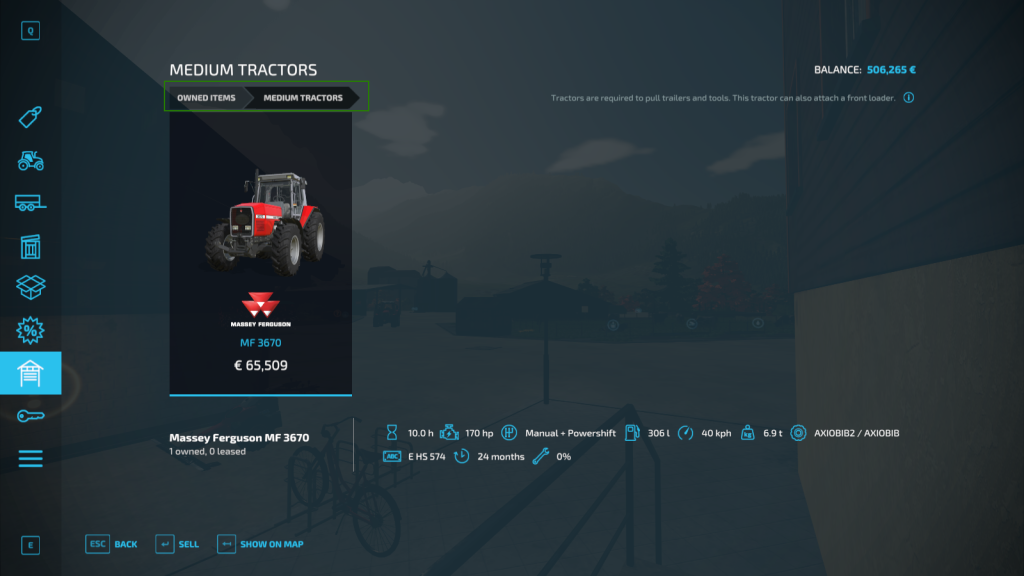 Q
MEDIUM TRACTORS
BALANCE: 506,265 €
OWNED ITEMS MEDIUM TRACTORS
Tractors are required to pull trailers and tools. This tractor can also attach a front loader.
MASSEY FERGUSON
MF 3670
€ 65,509
Massey Ferguson MF 3670
1 owned, 0 leased
10.0 h 170 hp Manual + Powershift 306 l 40 kph kg 6.9 t AXIOBIB2 / AXIOBIB
ABC E HS 574 24 months 0%
E
ESC BACK SELL SHOW ON MAP